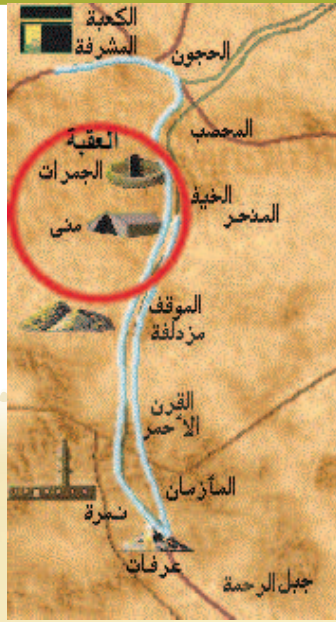 الكعبة
المشرفة
الحجون
المحصب
العقبة
الجمرات
الخيف
المنحر
منى
الموقف
مزدلفة
القرن
الأحمر
المأزمان
نمرة
عرفات
جبل الرحمة